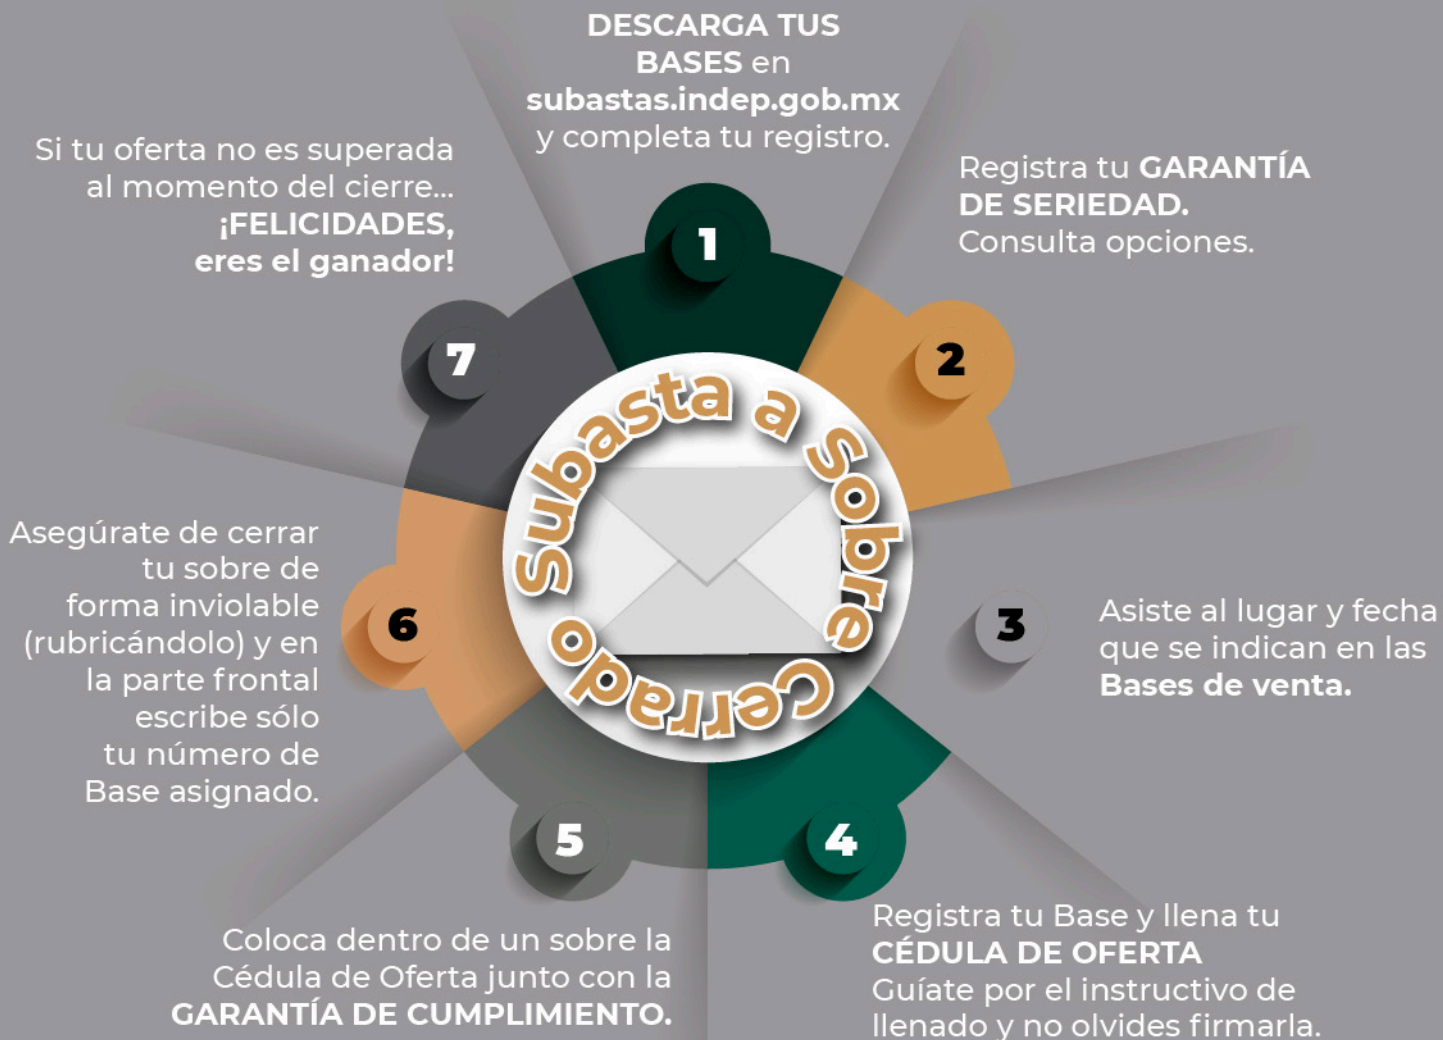 DESCARGA TUS
BASES en
subastas.indep.gob.mx
y completa tu registro.
1
Registra tu GARANTÍA
DE SERIEDAD.
Consulta opciones.
2
Asiste al lugar y fecha
que se indican en las
Bases de venta.
3
Registra tu Base y llena tu
CÉDULA DE OFERTA
Guíate por el instructivo de
llenado y no olvides firmarla.
4
Coloca dentro de un sobre la
Cédula de Oferta junto con la
GARANTÍA DE CUMPLIMIENTO.
5
Asegúrate de cerrar
tu sobre de
forma inviolable
(rubricándolo) y en
la parte frontal
escribe sólo
tu número de
Base asignado.
6
Si tu oferta no es superada
al momento del cierre...
¡FELICIDADES,
eres el ganador!
7
Subasta a Sobre Cerrado